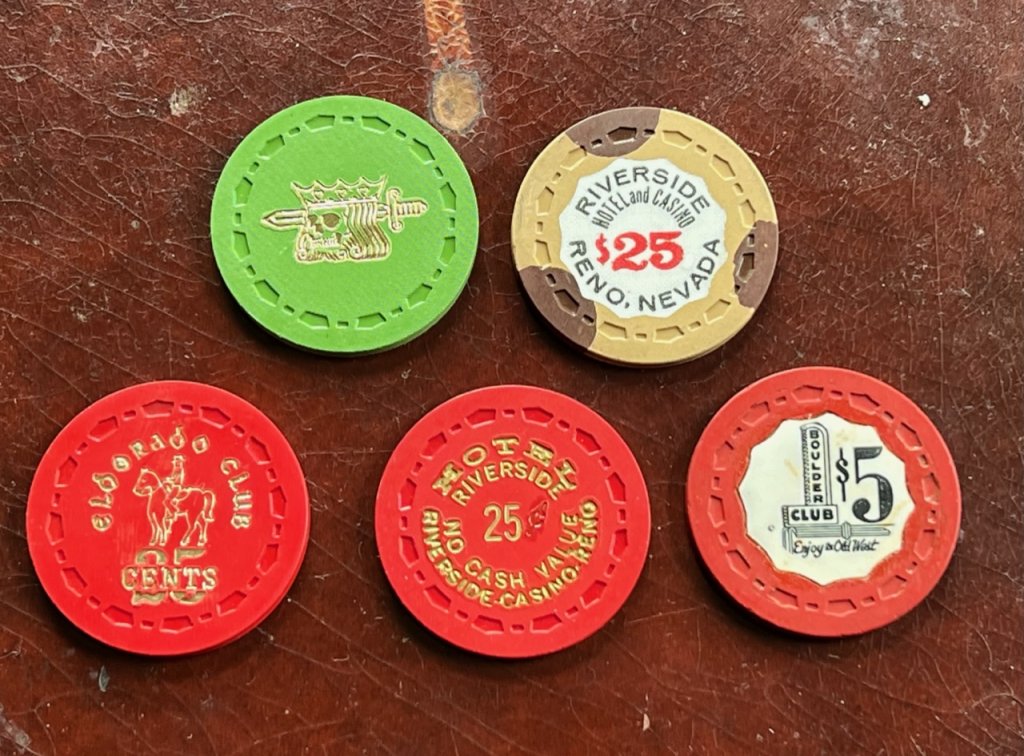 RIVERSIDE
HOTEL and CASINO
$25
RENO, NEVADA
ELDORADO CLUB
25
CENTS
HOTEL
RIVERSIDE
25¢
NO CASH VALUE
RIVERSIDE-CASINO-RENO
BOULDER
CLUB
$5
Enjoy the Old West